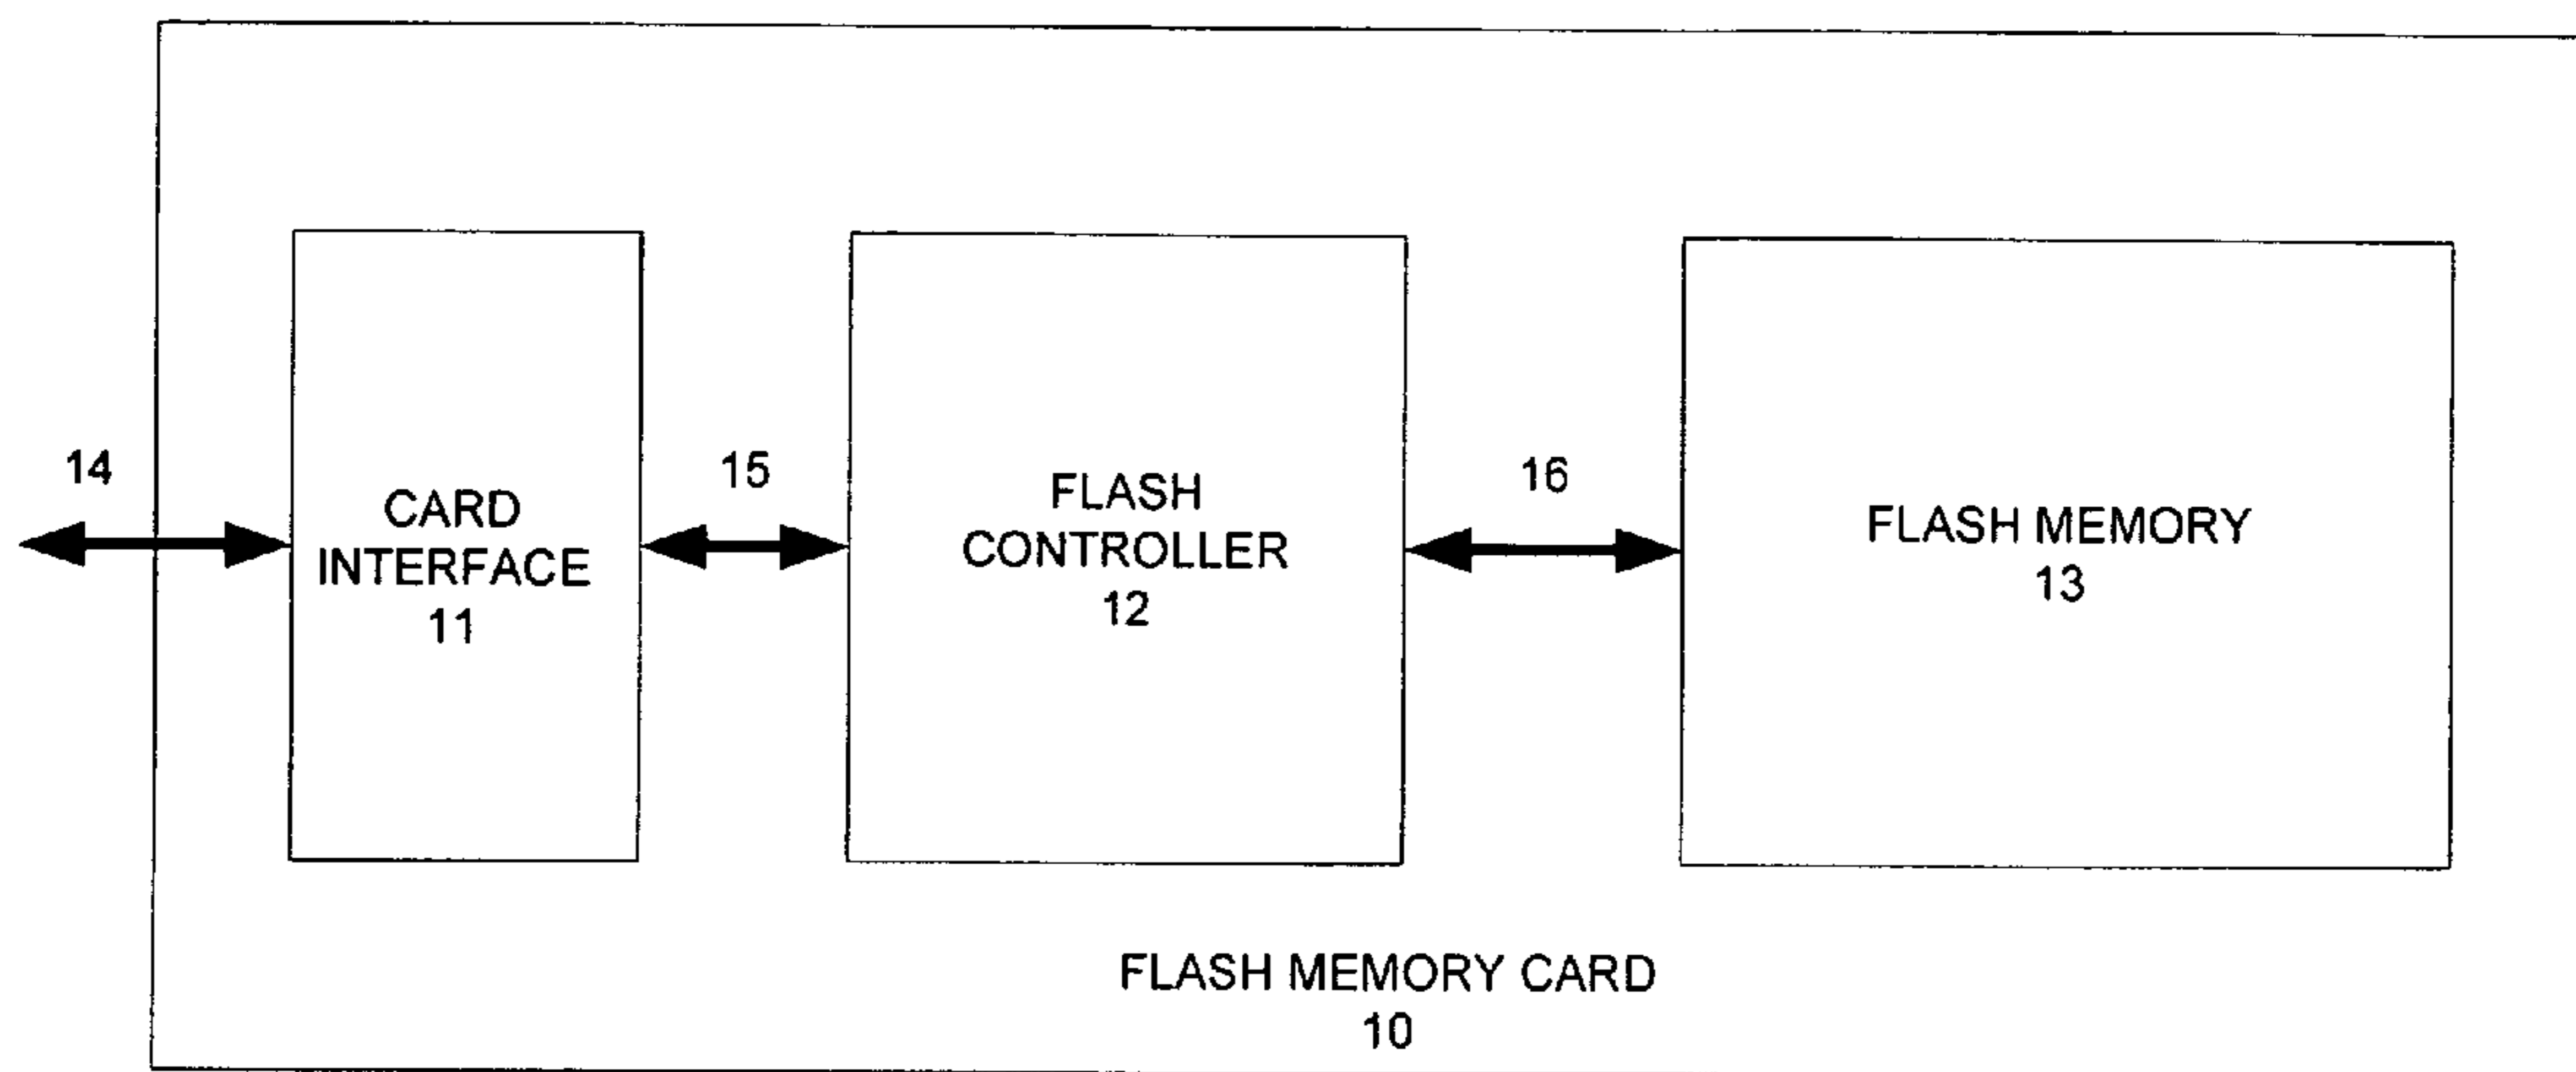 14
CARD
INTERFACE
11
15
FLASH
CONTROLLER
12
16
FLASH MEMORY
13
FLASH MEMORY CARD
10